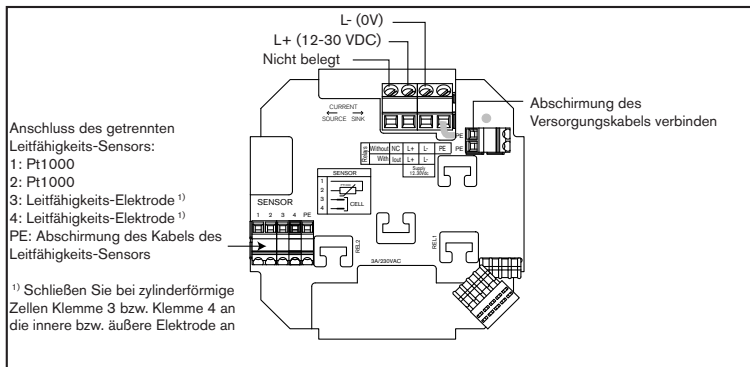 L- (0V)
L+ (12-30 VDC)
Nicht belegt
Abschirmung des
Versorgungskabels verbinden
Anschluss des getrennten
Leitfähigkeits-Sensors:
1: Pt1000
2: Pt1000
3: Leitfähigkeits-Elektrode 1)
4: Leitfähigkeits-Elektrode 1)
PE: Abschirmung des Kabels des
Leitfähigkeits-Sensors
1) Schließen Sie bei zylinderförmige
Zellen Klemme 3 bzw. Klemme 4 an
die innere bzw. äußere Elektrode an
CURRENT
SOURCE SINK
PE
PE
Relays Without NC L+ L- PE
With Iout L+ L-
Supply
12..30Vdc
SENSOR
1
2
3
4
CELL
SENSOR
1 2 3 4 PE
REL2
REL1
3A/230VAC